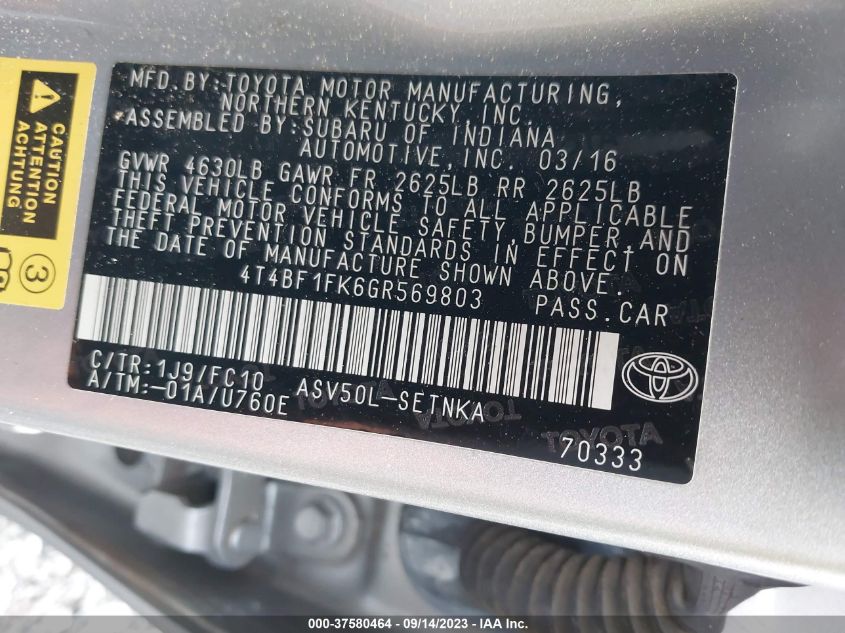 CAUTION
ATTENTION
ACHTUNG
3
MFD.BY:TOYOTA MOTOR MANUFACTURING,
NORTHERN KENTUCKY,INC.
*ASSEMBLED BY:SUBARU OF INDIANA
AUTOMOTIVE,INC. 03/16
GVWR 4630LB GAWR FR 2625LB RR 2625LB
THIS VEHICLE CONFORMS TO ALL APPLICABLE
FEDERAL MOTOR VEHICLE SAFETY,BUMPER,AND
THEFT PREVENTION STANDARDS IN EFFECT ON
THE DATE OF MANUFACTURE SHOWN ABOVE.
4T4BF1FK6GR569803 PASS.CAR
C/TR:1J9/FC10 ASV50L-SETNKA
A/TM:-01A/U760E
TOYOTA
70333
000-37580464 - 09/14/2023 - IAA Inc.